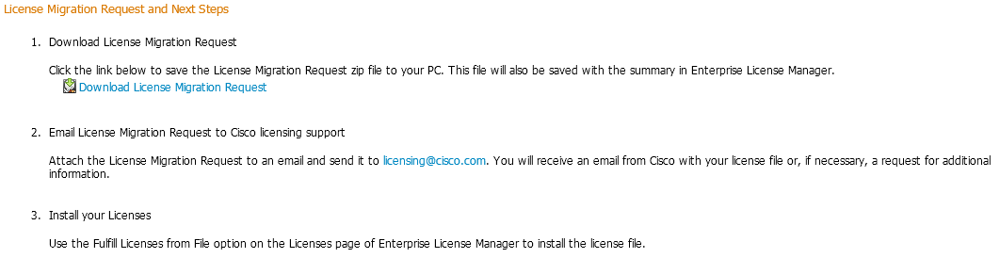 License Migration Request and Next Steps
1. Download License Migration Request
Click the link below to save the License Migration Request zip file to your PC. This file will also be saved with the summary in Enterprise License Manager.
Download License Migration Request
2. Email License Migration Request to Cisco licensing support
Attach the License Migration Request to an email and send it to licensing@cisco.com. You will receive an email from Cisco with your license file or, if necessary, a request for additional
information.
3. Install your Licenses
Use the Fulfill Licenses from File option on the Licenses page of Enterprise License Manager to install the license file.